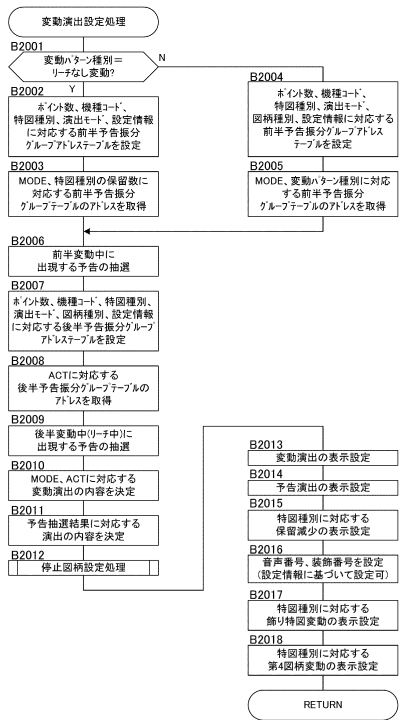 変動演出設定処理
B2001
変動ﾊﾟﾀｰﾝ種別＝
ﾘｰﾁなし変動?
N
Y
B2002
ﾎﾟｲﾝﾄ数、機種ｺｰﾄﾞ、
特図種別、演出ﾓｰﾄﾞ、設定情報
に対応する前半予告振分
ｸﾞﾙｰﾌﾟｱﾄﾞﾚｽﾃｰﾌﾞﾙを設定
B2003
MODE、特図種別の保留数に
対応する前半予告振分
ｸﾞﾙｰﾌﾟﾃｰﾌﾞﾙのｱﾄﾞﾚｽを取得
B2004
ﾎﾟｲﾝﾄ数、機種ｺｰﾄﾞ、
特図種別、演出ﾓｰﾄﾞ、
図柄種別、設定情報に対応する
前半予告振分ｸﾞﾙｰﾌﾟｱﾄﾞﾚｽ
ﾃｰﾌﾞﾙを設定
B2005
MODE、変動ﾊﾟﾀｰﾝ種別に対応
する前半予告振分
ｸﾞﾙｰﾌﾟﾃｰﾌﾞﾙのｱﾄﾞﾚｽを取得
B2006
前半変動中に
出現する予告の抽選
B2007
ﾎﾟｲﾝﾄ数、機種ｺｰﾄﾞ、特図種別、
演出ﾓｰﾄﾞ、図柄種別、設定情報
に対応する後半予告振分ｸﾞﾙｰﾌﾟ
ｱﾄﾞﾚｽﾃｰﾌﾞﾙを設定
B2008
ACTに対応する
後半予告振分ｸﾞﾙｰﾌﾟﾃｰﾌﾞﾙの
ｱﾄﾞﾚｽを取得
B2009
後半変動中(ﾘｰﾁ中)に
出現する予告の抽選
B2010
MODE、ACTに対応する
変動演出の内容を決定
B2011
予告抽選結果に対応する
演出の内容を決定
B2012
停止図柄設定処理
B2013
変動演出の表示設定
B2014
予告演出の表示設定
B2015
特図種別に対応する
保留減少の表示設定
B2016
音声番号、装飾番号を設定
(設定情報に基づいて設定可)
B2017
特図種別に対応する
飾り特図変動の表示設定
B2018
特図種別に対応する
第4図柄変動の表示設定
RETURN